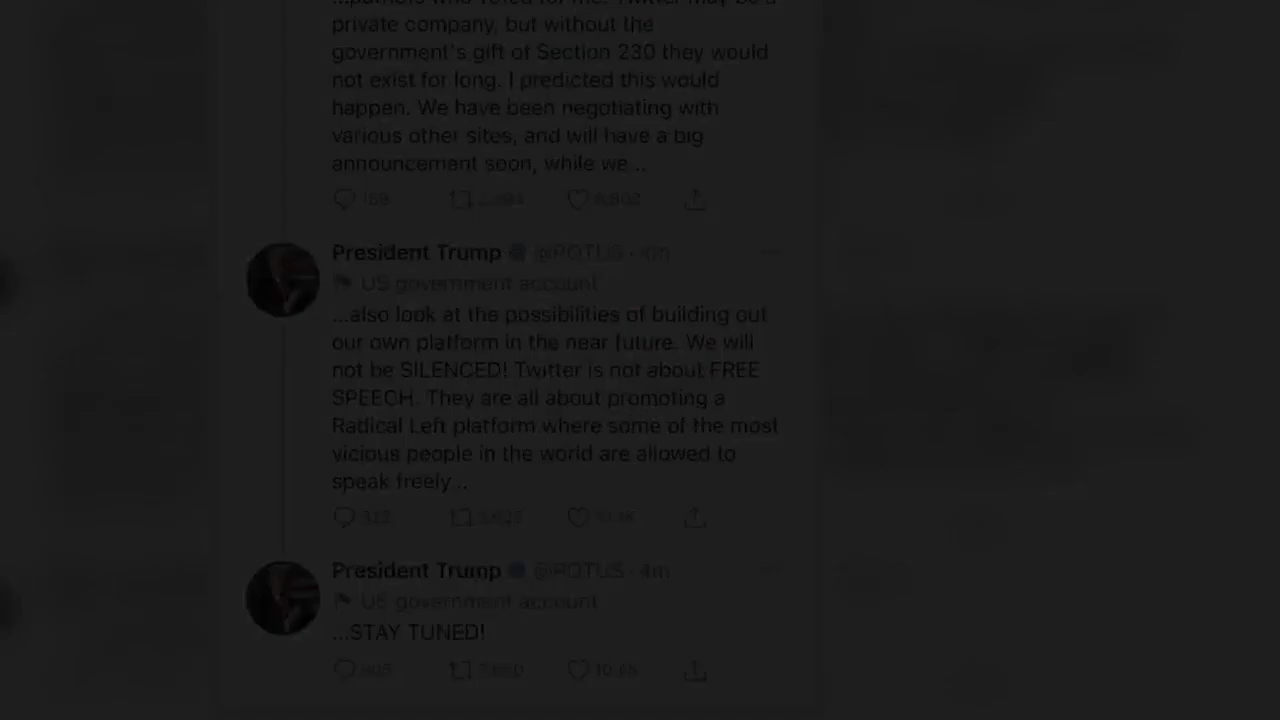 private company, but without the
government's gift of Section 230 they would
not exist for long. I predicted this would
happen. We have been negotiating with
various other sites, and will have a big
announcement soon, while we...
President Trump @POTUS · 4m
US government account
...also look at the possibilities of building out
our own platform in the near future. We will
not be SILENCED! Twitter is not about FREE
SPEECH. They are all about promoting a
Radical Left platform where some of the most
vicious people in the world are allowed to
speak freely...
President Trump @POTUS · 4m
US government account
...STAY TUNED!